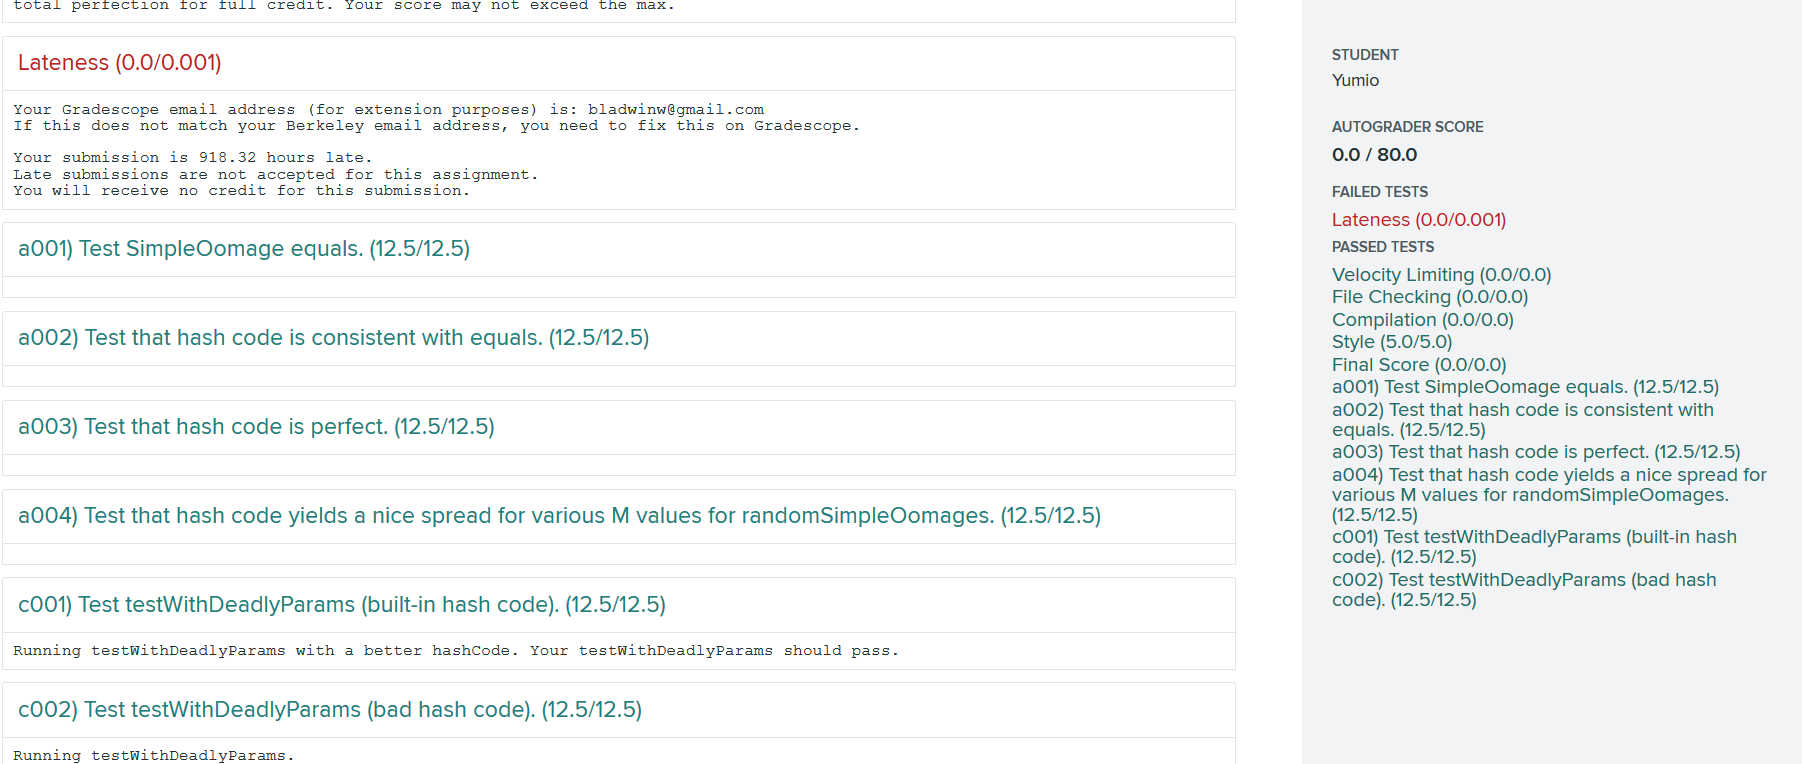 total perfection for full credit. Your score may not exceed the max.
Lateness (0.0/0.001)
Your Gradescope email address (for extension purposes) is: bladwinw@gmail.com
If this does not match your Berkeley email address, you need to fix this on Gradescope.
Your submission is 918.32 hours late.
Late submissions are not accepted for this assignment.
You will receive no credit for this submission.
a001) Test SimpleOomage equals. (12.5/12.5)
a002) Test that hash code is consistent with equals. (12.5/12.5)
a003) Test that hash code is perfect. (12.5/12.5)
a004) Test that hash code yields a nice spread for various M values for randomSimpleOomages. (12.5/12.5)
c001) Test testWithDeadlyParams (built-in hash code). (12.5/12.5)
Running testWithDeadlyParams with a better hashCode. Your testWithDeadlyParams should pass.
c002) Test testWithDeadlyParams (bad hash code). (12.5/12.5)
Running testWithDeadlyParams.
STUDENT
Yumio
AUTOGRADER SCORE
0.0 / 80.0
FAILED TESTS
Lateness (0.0/0.001)
PASSED TESTS
Velocity Limiting (0.0/0.0)
File Checking (0.0/0.0)
Compilation (0.0/0.0)
Style (5.0/5.0)
Final Score (0.0/0.0)
a001) Test SimpleOomage equals. (12.5/12.5)
a002) Test that hash code is consistent with
equals. (12.5/12.5)
a003) Test that hash code is perfect. (12.5/12.5)
a004) Test that hash code yields a nice spread for
various M values for randomSimpleOomages.
(12.5/12.5)
c001) Test testWithDeadlyParams (built-in hash
code). (12.5/12.5)
c002) Test testWithDeadlyParams (bad hash
code). (12.5/12.5)